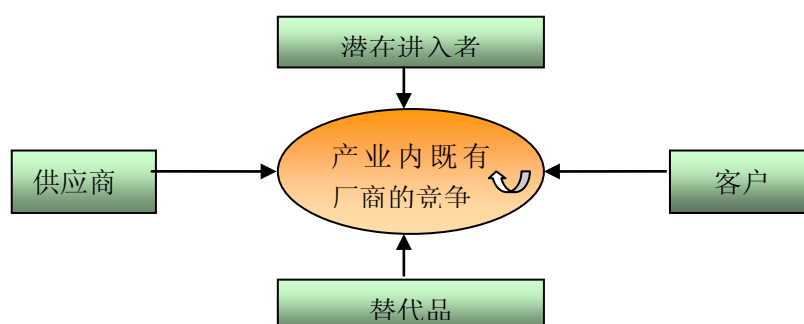 潜在进入者
供应商
产业内既有
厂商的竞争
客户
替代品